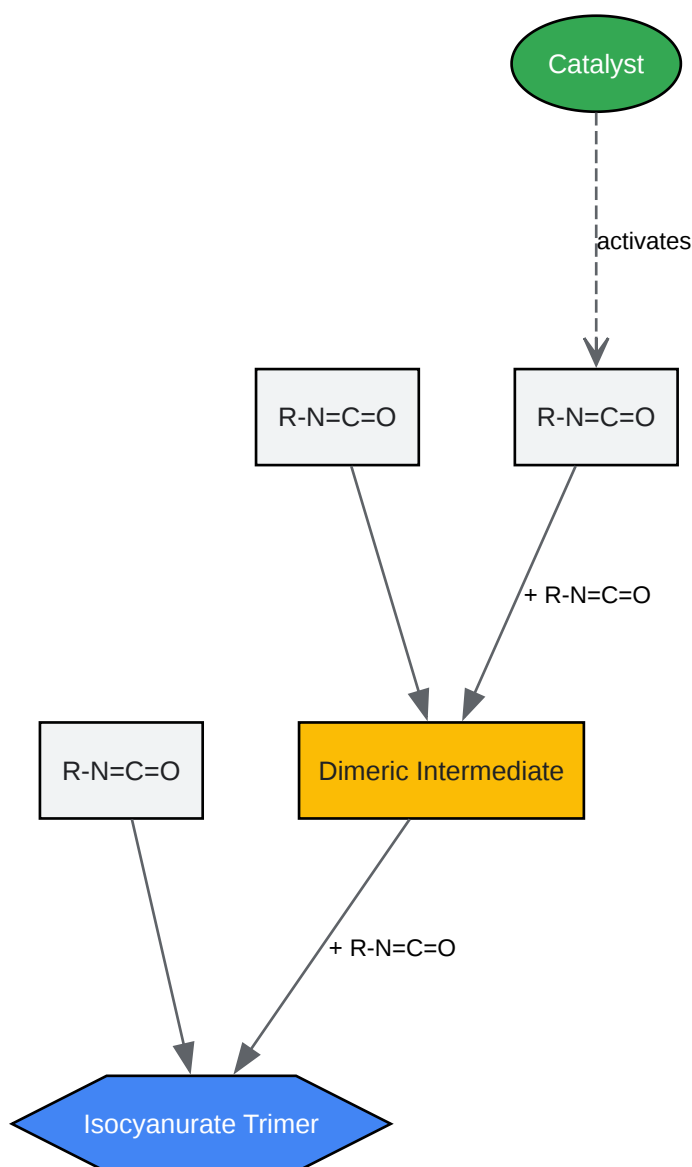 Catalyst
activates
R-N=C=O
R-N=C=O
+ R-N=C=O
R-N=C=O
Dimeric Intermediate
+ R-N=C=O
Isocyanurate Trimer